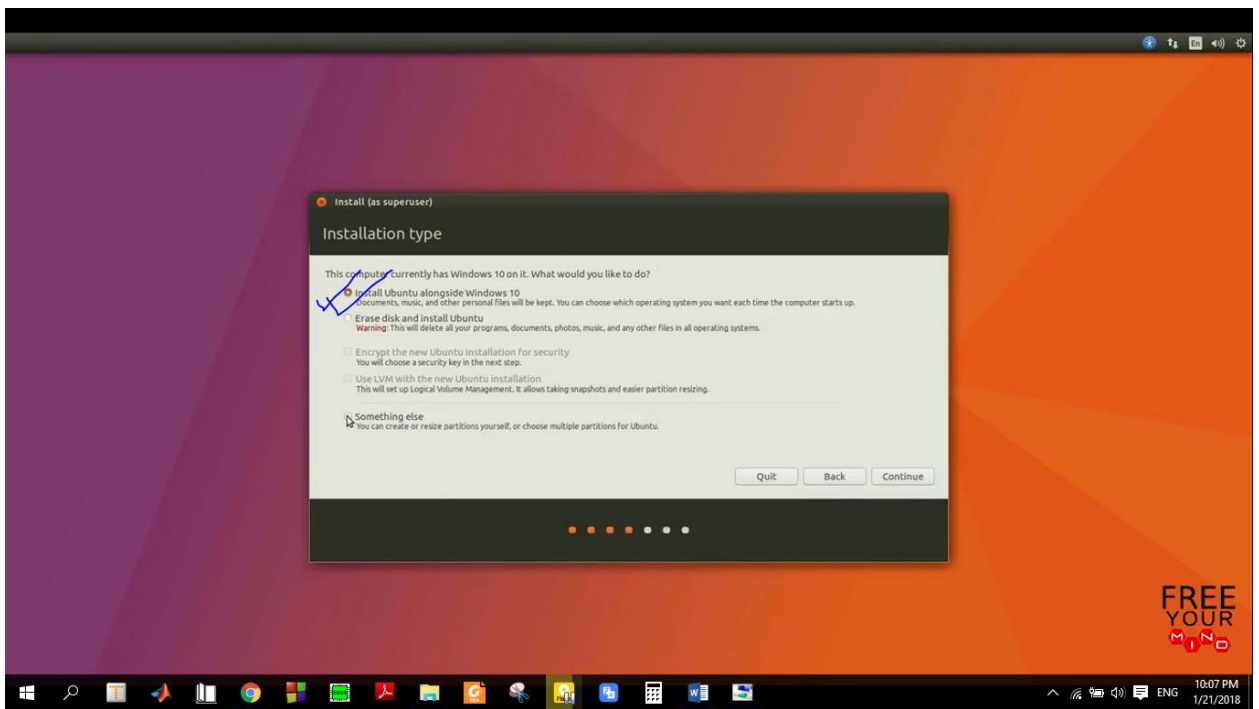 En
Install (as superuser)
Installation type
This computer currently has Windows 10 on it. What would you like to do?
Install Ubuntu alongside Windows 10
Documents, music, and other personal files will be kept. You can choose which operating system you want each time the computer starts up.
Erase disk and install Ubuntu
Warning: This will delete all your programs, documents, photos, music, and any other files in all operating systems.
Encrypt the new Ubuntu installation for security
You will choose a security key in the next step.
Use LVM with the new Ubuntu installation
This will set up Logical Volume Management. It allows taking snapshots and easier partition resizing.
Something else
You can create or resize partitions yourself, or choose multiple partitions for Ubuntu.
Quit Back Continue
FREE
YOUR
MIND
ENG 10:07 PM
1/21/2018